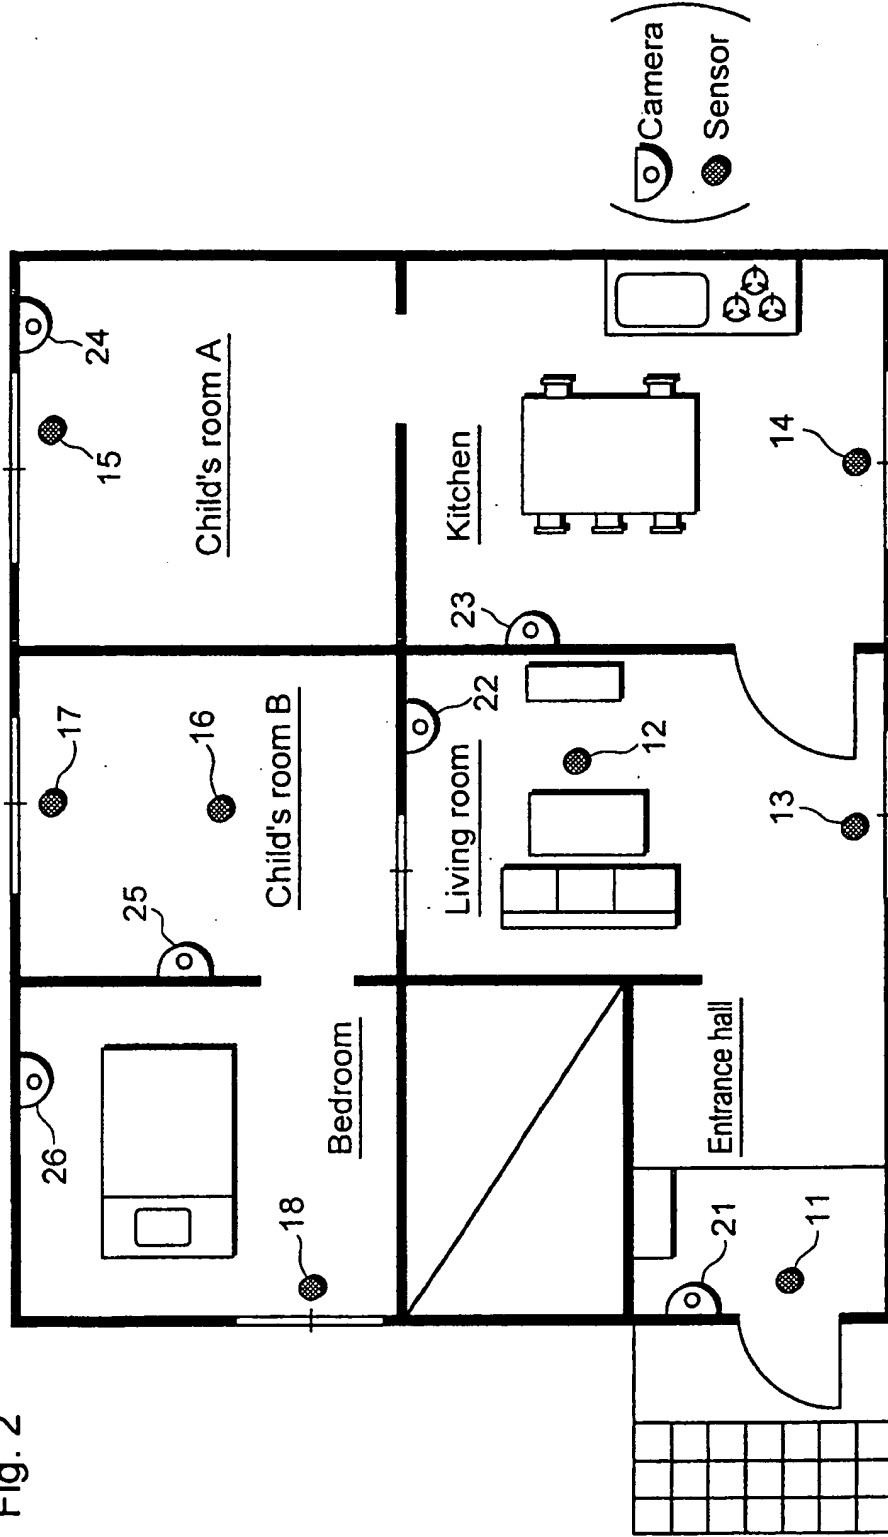 Fig. 2
26
17
24
15
25
16
Child's room A
Child's room B
18
Bedroom
Living room
Kitchen
23
22
12
Camera
Sensor
21
Entrance hall
13
14
11